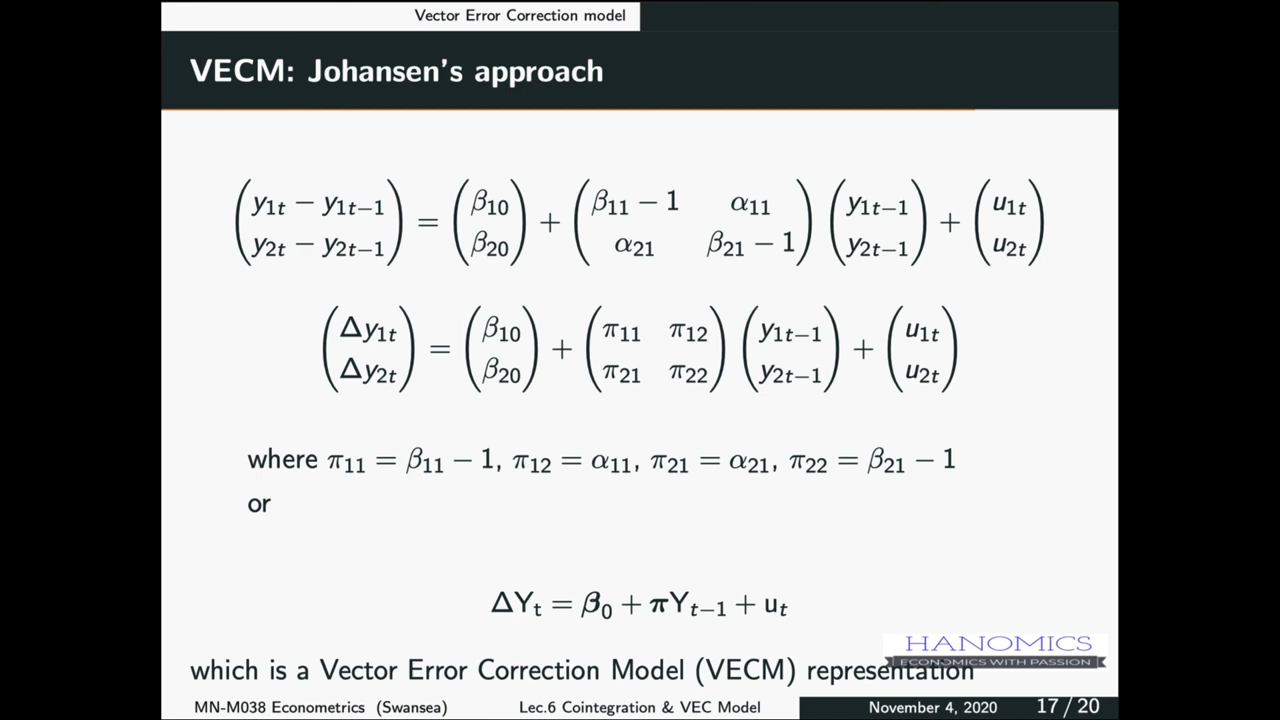 Vector Error Correction model
VECM: Johansen's approach
(y₁ₜ − y₁ₜ₋₁) = (β₁₀) + (β₁₁ − 1 α₁₁) (y₁ₜ₋₁) + (u₁ₜ)
(y₂ₜ − y₂ₜ₋₁) (β₂₀) (α₂₁ β₂₁ − 1) (y₂ₜ₋₁) (u₂ₜ)
(Δy₁ₜ) = (β₁₀) + (π₁₁ π₁₂) (y₁ₜ₋₁) + (u₁ₜ)
(Δy₂ₜ) (β₂₀) (π₂₁ π₂₂) (y₂ₜ₋₁) (u₂ₜ)
where π₁₁ = β₁₁ − 1, π₁₂ = α₁₁, π₂₁ = α₂₁, π₂₂ = β₂₁ − 1
or
ΔYₜ = β₀ + πYₜ₋₁ + uₜ
HANOMICS
ECONOMICS WITH PASSION
which is a Vector Error Correction Model (VECM) representation
MN-M038 Econometrics (Swansea) Lec.6 Cointegration & VEC Model November 4, 2020 17 / 20